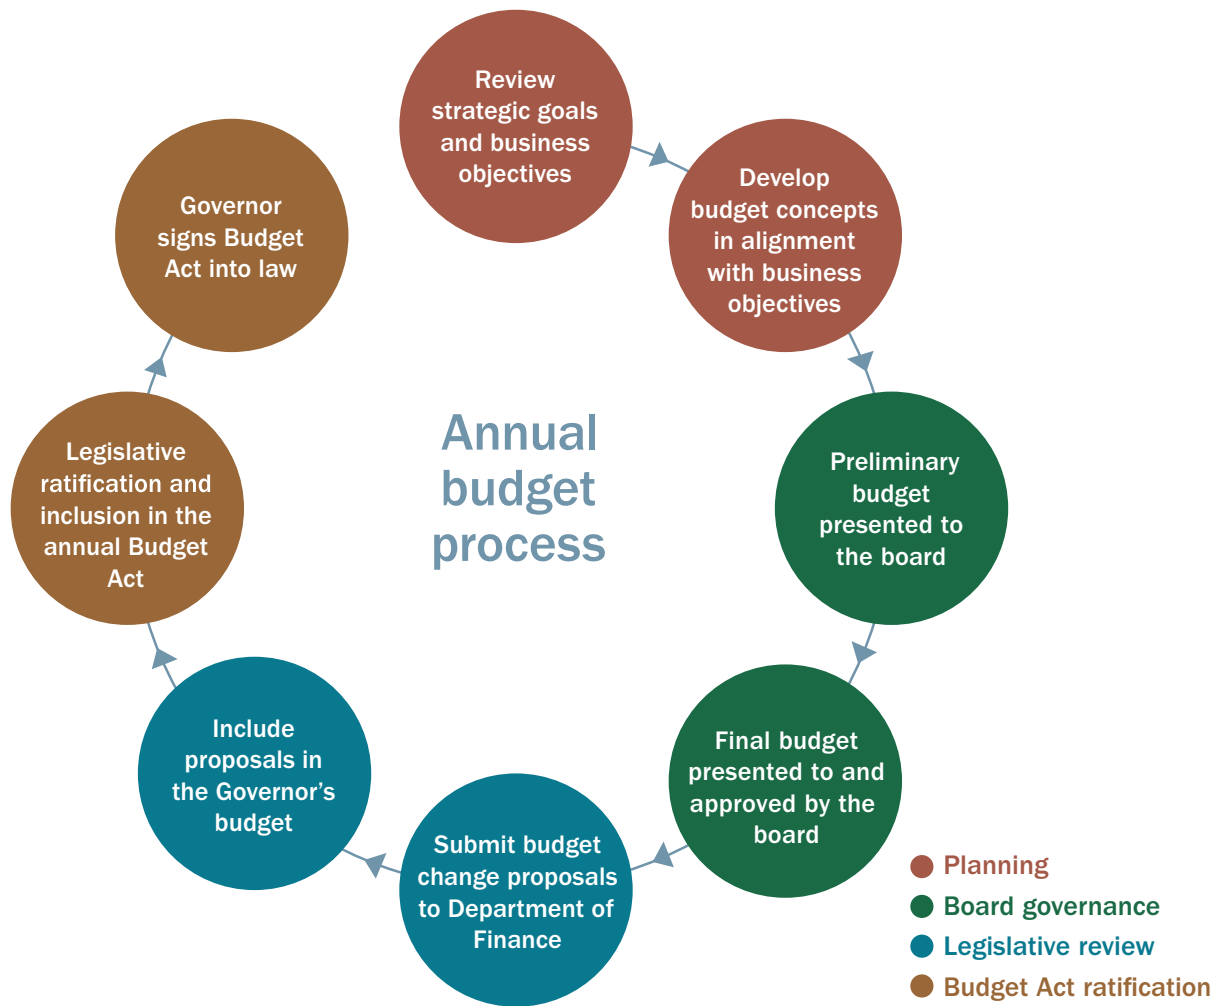 Review
strategic goals
and business
objectives
Develop
budget concepts
in alignment
with business
objectives
Preliminary
budget
presented to
the board
Final budget
presented to and
approved by the
board
Submit budget
change proposals
to Department of
Finance
Include
proposals in
the Governor’s
budget
Legislative
ratification and
inclusion in the
annual Budget
Act
Governor
signs Budget
Act into law
Annual
budget
process
Planning
Board governance
Legislative review
Budget Act ratification